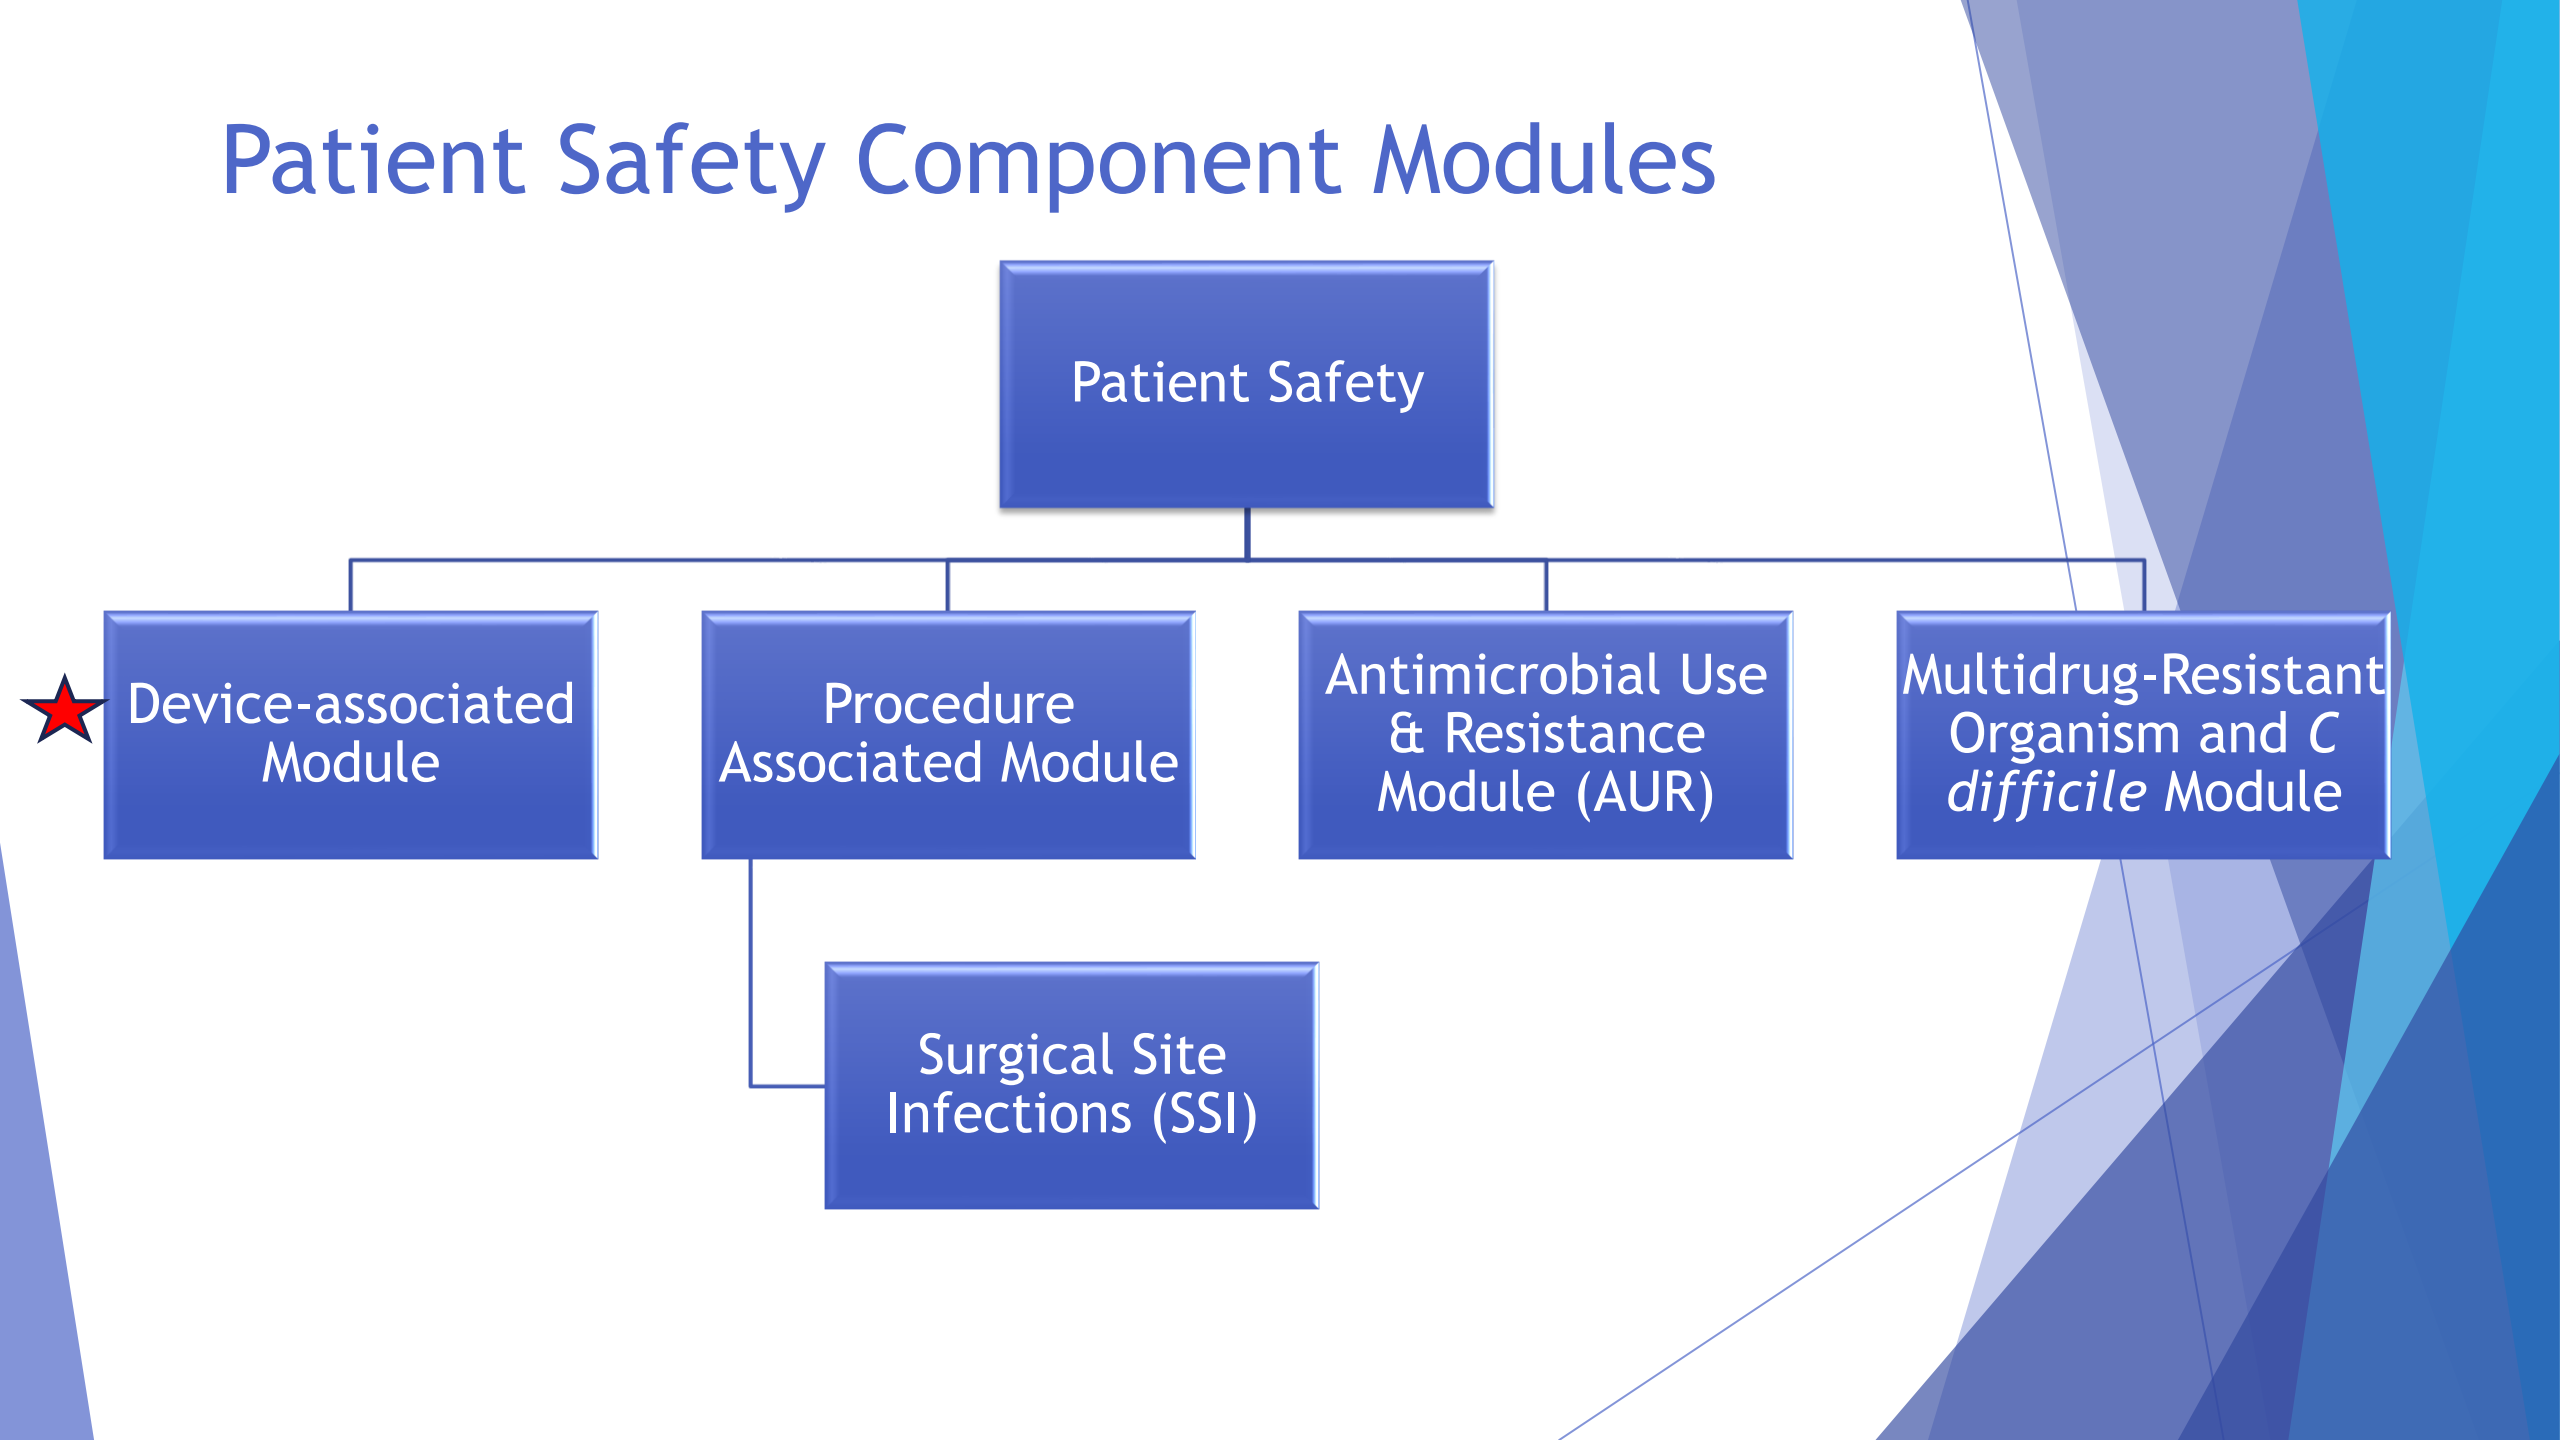 Patient Safety Component Modules
Patient Safety
Device-associated
Module
Procedure
Associated Module
Antimicrobial Use
& Resistance
Module (AUR)
Multidrug-Resistant
Organism and C
difficile Module
Surgical Site
Infections (SSI)